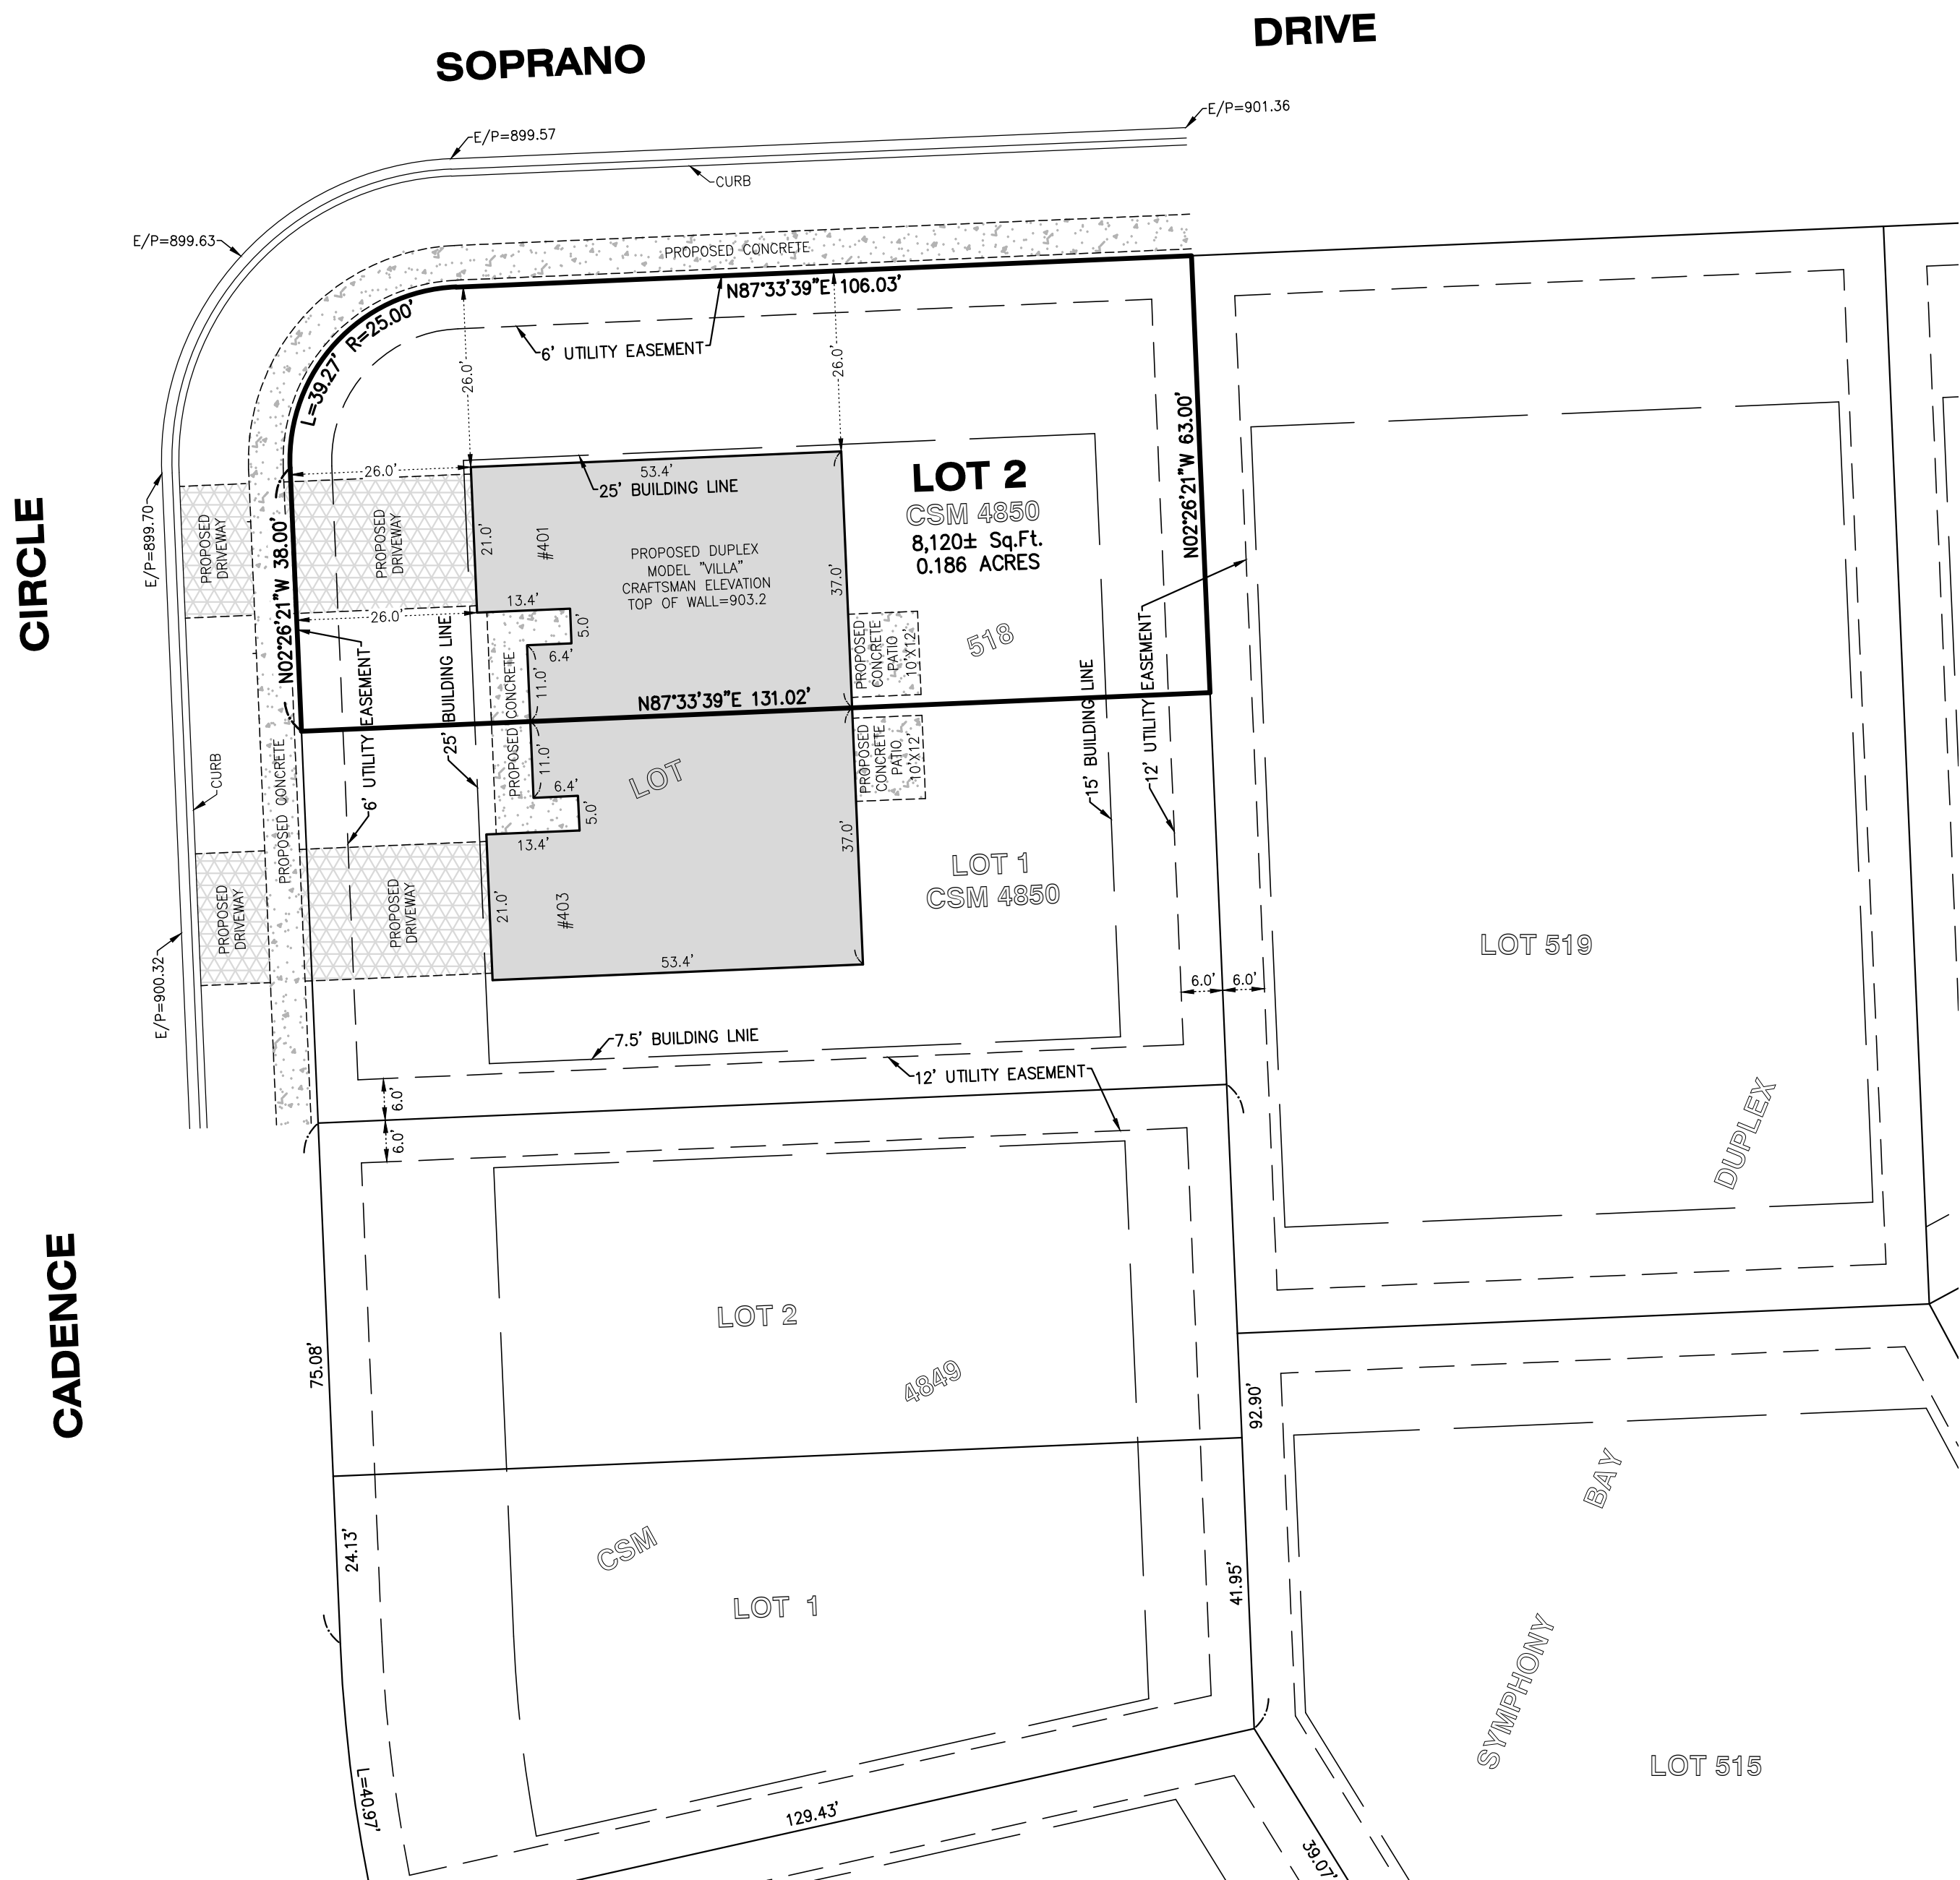 SOPRANO
DRIVE
E/P=901.36
E/P=899.57
CURB
E/P=899.63
PROPOSED CONCRETE
N87°33'39"E 106.03'
L=39.27' R=25.00'
6' UTILITY EASEMENT
26.0'
26.0'
N02°26'21"W 63.00'
26.0'
53.4'
25' BUILDING LINE
LOT 2
CSM 4850
8,120± Sq.Ft.
0.186 ACRES
CIRCLE
E/P=899.70
PROPOSED
DRIVEWAY
N02°26'21"W 38.00'
PROPOSED
DRIVEWAY
21.0'
#401
PROPOSED DUPLEX
MODEL "VILLA"
CRAFTSMAN ELEVATION
TOP OF WALL=903.2
37.0'
13.4'
26.0'
5.0'
6.4'
11.0'
PROPOSED CONCRETE
PROPOSED
CONCRETE
PATIO
10'X12'
518
6' UTILITY EASEMENT
25' BUILDING LINE
N87°33'39"E 131.02'
15' BUILDING LINE
12' UTILITY EASEMENT
11.0'
LOT
6.4'
5.0'
13.4'
PROPOSED
CONCRETE
PATIO
10'X12'
37.0'
CURB
PROPOSED CONCRETE
LOT 1
CSM 4850
PROPOSED
DRIVEWAY
PROPOSED
DRIVEWAY
21.0'
#403
53.4'
E/P=900.32
LOT 519
6.0'
6.0'
7.5' BUILDING LNIE
12' UTILITY EASEMENT
6.0'
6.0'
DUPLEX
CADENCE
LOT 2
4849
75.08'
92.90'
BAY
24.13'
CSM
LOT 1
41.95'
SYMPHONY
LOT 515
L=40.97'
129.43'
39.07'